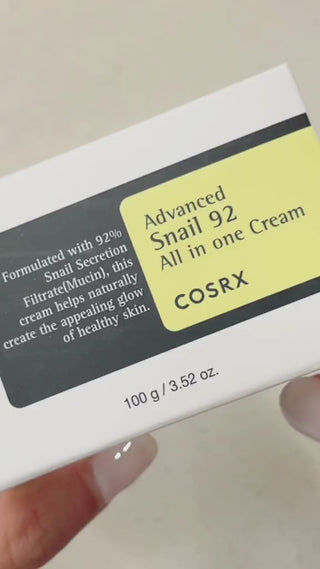 Advanced
Snail 92
All in one Cream
COSRX
Formulated with 92%
Snail Secretion
Filtrate(Mucin), this
cream helps naturally
create the appealing glow
of healthy skin.
100 g / 3.52 oz.